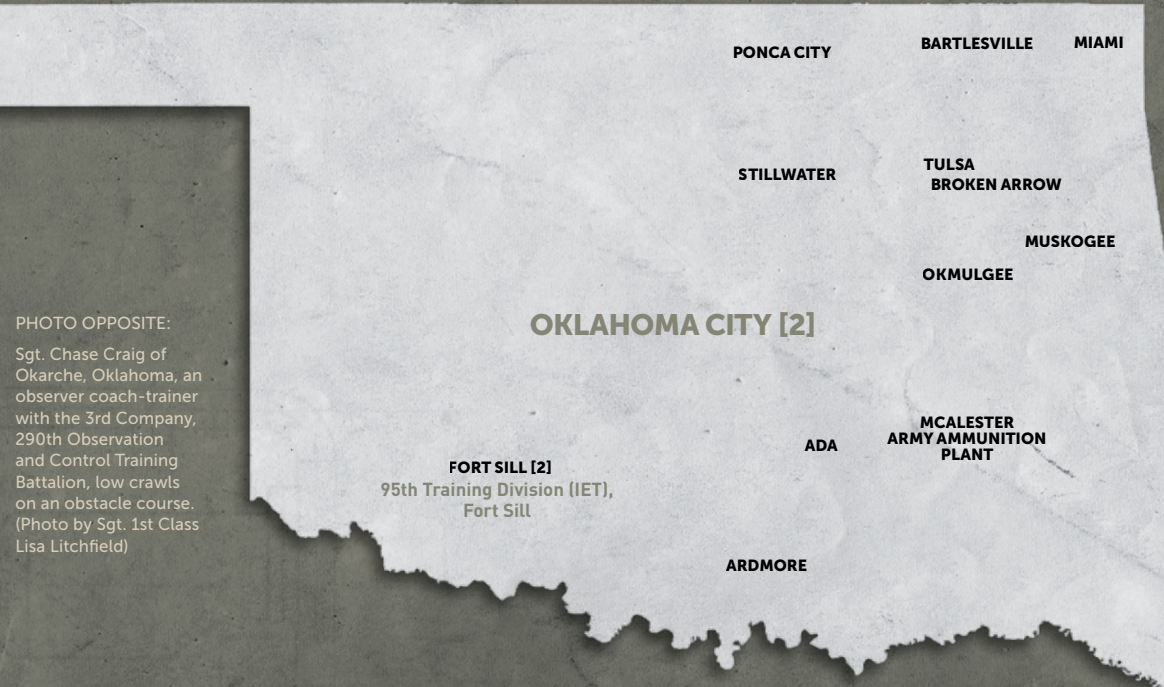 PONCA CITY
BARTLESVILLE
MIAMI
STILLWATER
TULSA
BROKEN ARROW
MUSKOGEE
OKMULGEE
OKLAHOMA CITY [2]
MCALESTER
ARMY AMMUNITION
PLANT
ADA
FORT SILL [2]
95th Training Division (IET),
Fort Sill
ARDMORE
PHOTO OPPOSITE:
Sgt. Chase Craig of
Okarche, Oklahoma, an
observer coach-trainer
with the 3rd Company,
290th Observation
and Control Training
Battalion, low crawls
on an obstacle course.
(Photo by Sgt. 1st Class
Lisa Litchfield)